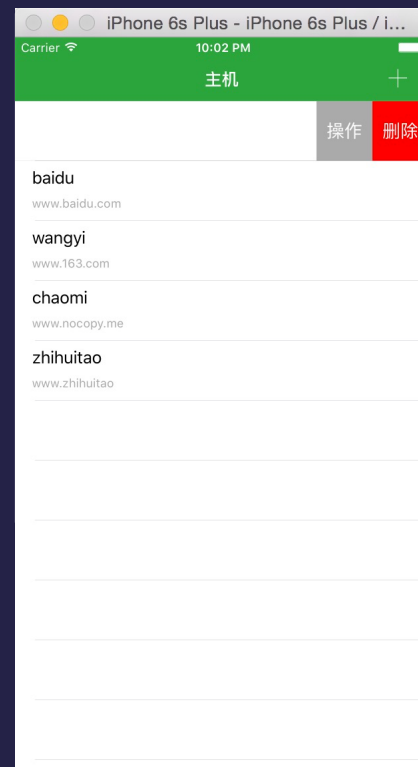 iPhone 6s Plus - iPhone 6s Plus / i...
Carrier 10:02 PM
主机
操作 删除
baidu
www.baidu.com
wangyi
www.163.com
chaomi
www.nocopy.me
zhihuitao
www.zhihuitao